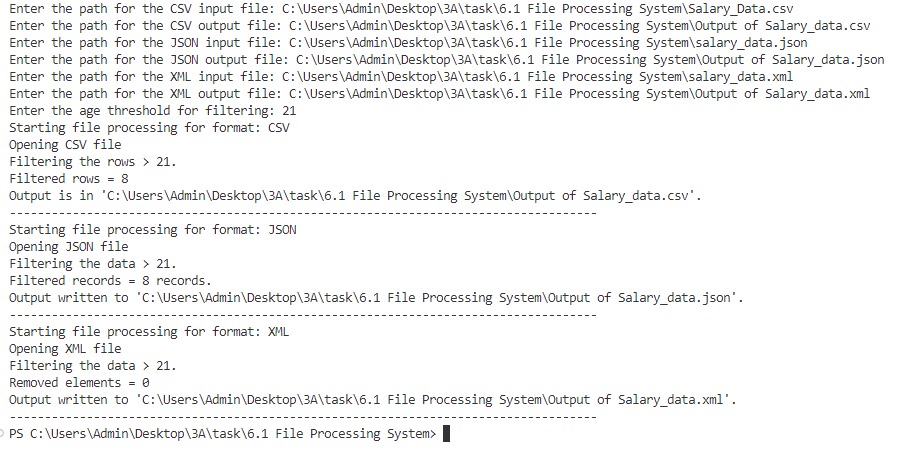 Enter the path for the CSV input file: C:\Users\Admin\Desktop\3A\task\6.1 File Processing System\Salary_Data.csv
Enter the path for the CSV output file: C:\Users\Admin\Desktop\3A\task\6.1 File Processing System\Output of Salary_data.csv
Enter the path for the JSON input file: C:\Users\Admin\Desktop\3A\task\6.1 File Processing System\salary_data.json
Enter the path for the JSON output file: C:\Users\Admin\Desktop\3A\task\6.1 File Processing System\Output of Salary_data.json
Enter the path for the XML input file: C:\Users\Admin\Desktop\3A\task\6.1 File Processing System\salary_data.xml
Enter the path for the XML output file: C:\Users\Admin\Desktop\3A\task\6.1 File Processing System\Output of Salary_data.xml
Enter the age threshold for filtering: 21
Starting file processing for format: CSV
Opening CSV file
Filtering the rows > 21.
Filtered rows = 8
Output is in 'C:\Users\Admin\Desktop\3A\task\6.1 File Processing System\Output of Salary_data.csv'.
------------------------------------------------------------------------------------
Starting file processing for format: JSON
Opening JSON file
Filtering the data > 21.
Filtered records = 8 records.
Output written to 'C:\Users\Admin\Desktop\3A\task\6.1 File Processing System\Output of Salary_data.json'.
------------------------------------------------------------------------------------
Starting file processing for format: XML
Opening XML file
Filtering the data > 21.
Removed elements = 0
Output written to 'C:\Users\Admin\Desktop\3A\task\6.1 File Processing System\Output of Salary_data.xml'.
------------------------------------------------------------------------------------
PS C:\Users\Admin\Desktop\3A\task\6.1 File Processing System>